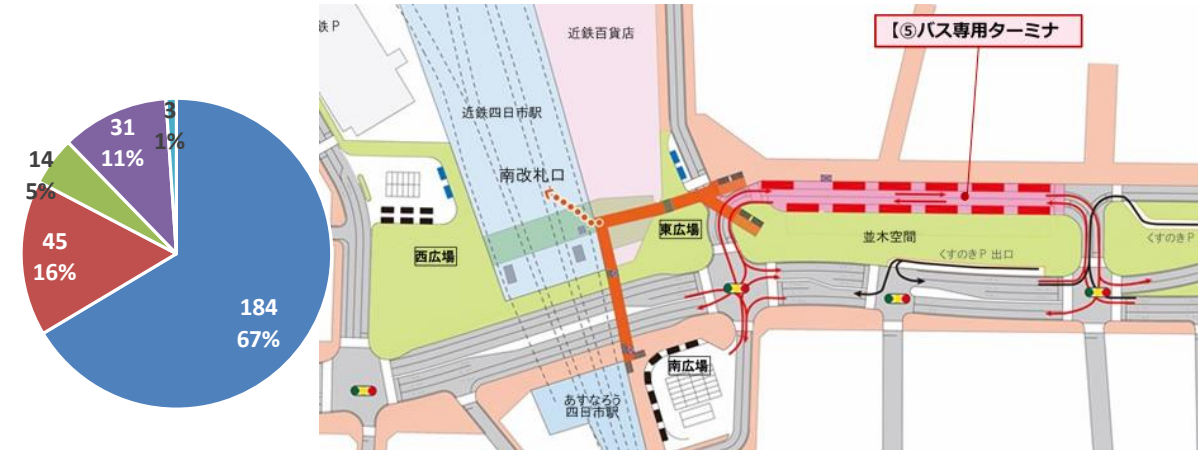 184
67%
45
16%
14
5%
31
11%
3
1%
鉄P
近鉄百貨店
【⑤バス専用ターミナ
近鉄四日市駅
南改札口
西広場
東広場
並木空間
くすのきP 出口
くすのきP
南広場
あすなろう
四日市駅